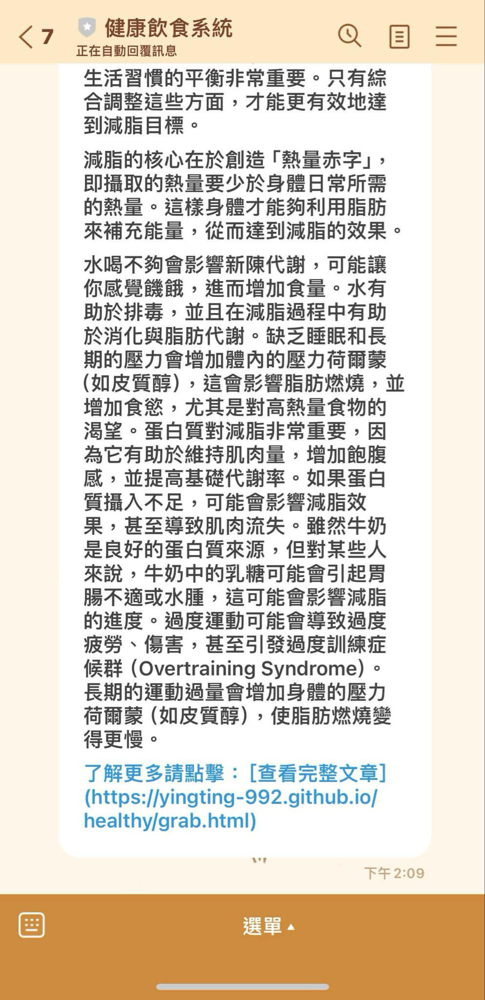 7
健康飲食系統
正在自動回覆訊息
生活習慣的平衡非常重要。只有綜
合調整這些方面，才能更有效地達
到減脂目標。
減脂的核心在於創造「熱量赤字」，
即攝取的熱量要少於身體日常所需
的熱量。這樣身體才能夠利用脂肪
來補充能量，從而達到減脂的效果。
水喝不夠會影響新陳代謝，可能讓
你感覺饑餓，進而增加食量。水有
助於排毒，並且在減脂過程中有助
於消化與脂肪代謝。缺乏睡眠和長
期的壓力會增加體內的壓力荷爾蒙
（如皮質醇），這會影響脂肪燃燒，並
增加食慾，尤其是對高熱量食物的
渴望。蛋白質對減脂非常重要，因
為它有助於維持肌肉量，增加飽腹
感，並提高基礎代謝率。如果蛋白
質攝入不足，可能會影響減脂效
果，甚至導致肌肉流失。雖然牛奶
是良好的蛋白質來源，但對某些人
來說，牛奶中的乳糖可能會引起胃
腸不適或水腫，這可能會影響減脂
的進度。過度運動可能會導致過度
疲勞、傷害，甚至引發過度訓練症
候群（Overtraining Syndrome）。
長期的運動過量會增加身體的壓力
荷爾蒙（如皮質醇），使脂肪燃燒變
得更慢。
了解更多請點擊：[查看完整文章]
(https://yingting-992.github.io/
healthy/grab.html)
下午 2:09
選單▲